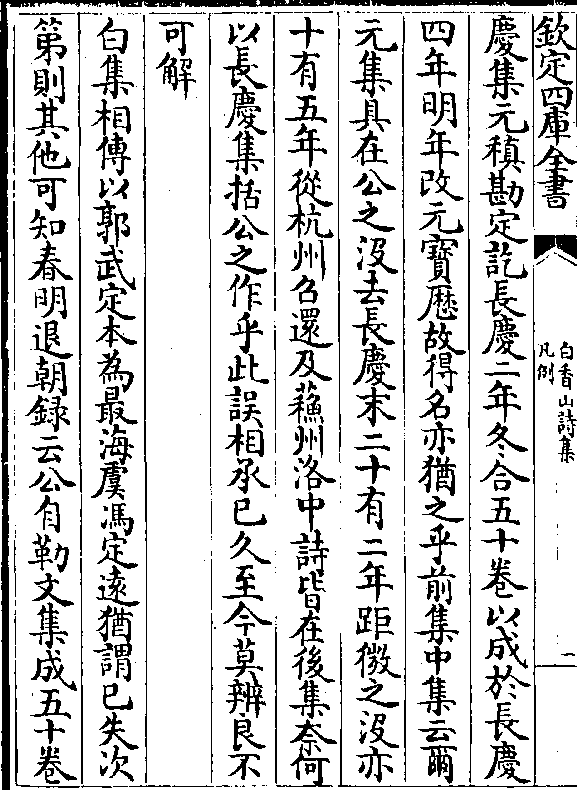 欽定四庫全書
白香山詩集
凡例
一
慶集元稹勘定訖長慶二年冬合五十卷以成於長慶
四年明年改元寶厯故得名亦猶之乎前集中集云爾
元集具在公之沒去長慶末二十有二年距微之沒亦
十有五年從杭州召還及蘓州洛中詩皆在後集奈何
以長慶集括公之作乎此誤相承已久至今莫辨良不
可解
白集相傳以郭武定本為最海虞馮定遠猶謂已失次
第則其他可知春明退朝録云公自勒文集成五十卷